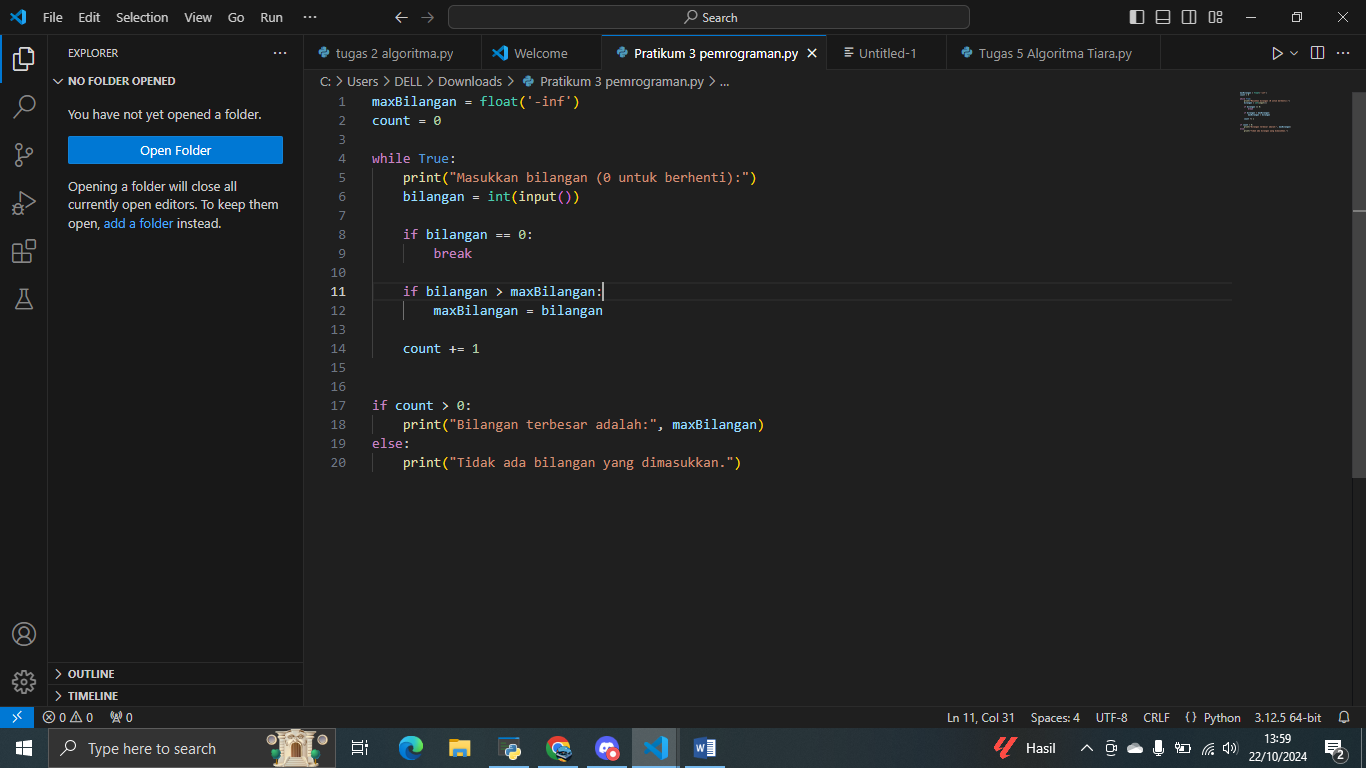 File Edit Selection View Go Run ···
Search
EXPLORER ···
NO FOLDER OPENED
You have not yet opened a folder.
Open Folder
Opening a folder will close all
currently open editors. To keep them
open, add a folder instead.
OUTLINE
TIMELINE
tugas 2 algoritma.py Welcome Pratikum 3 pemrograman.py Untitled-1 Tugas 5 Algoritma Tiara.py ···
C: > Users > DELL > Downloads > Pratikum 3 pemrograman.py > ...
1 maxBilangan = float('-inf')
2 count = 0
3
4 while True:
5 print("Masukkan bilangan (0 untuk berhenti):")
6 bilangan = int(input())
7
8 if bilangan == 0:
9 break
10
11 if bilangan > maxBilangan:
12 maxBilangan = bilangan
13
14 count += 1
15
16
17 if count > 0:
18 print("Bilangan terbesar adalah:", maxBilangan)
19 else:
20 print("Tidak ada bilangan yang dimasukkan.")
0 0 0 Ln 11, Col 31 Spaces: 4 UTF-8 CRLF {} Python 3.12.5 64-bit
Type here to search Hasil 13:59
22/10/2024 2